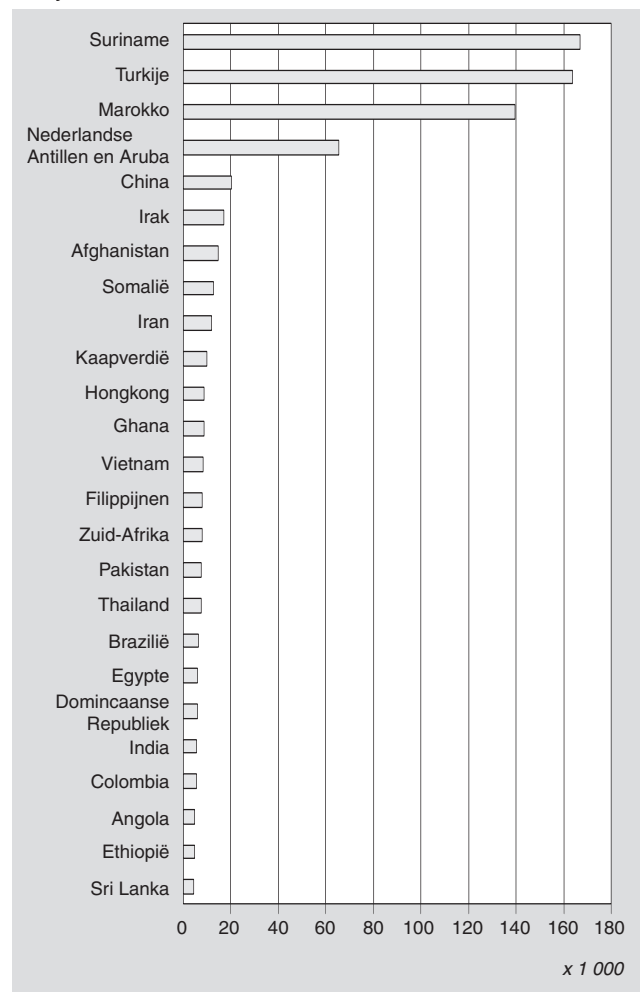 Suriname
Turkije
Marokko
Nederlandse
Antillen en Aruba
China
Irak
Afghanistan
Somalië
Iran
Kaapverdië
Hongkong
Ghana
Vietnam
Filippijnen
Zuid-Afrika
Pakistan
Thailand
Brazilië
Egypte
Domincaanse
Republiek
India
Colombia
Angola
Ethiopië
Sri Lanka
0 20 40 60 80 100 120 140 160 180
x 1 000